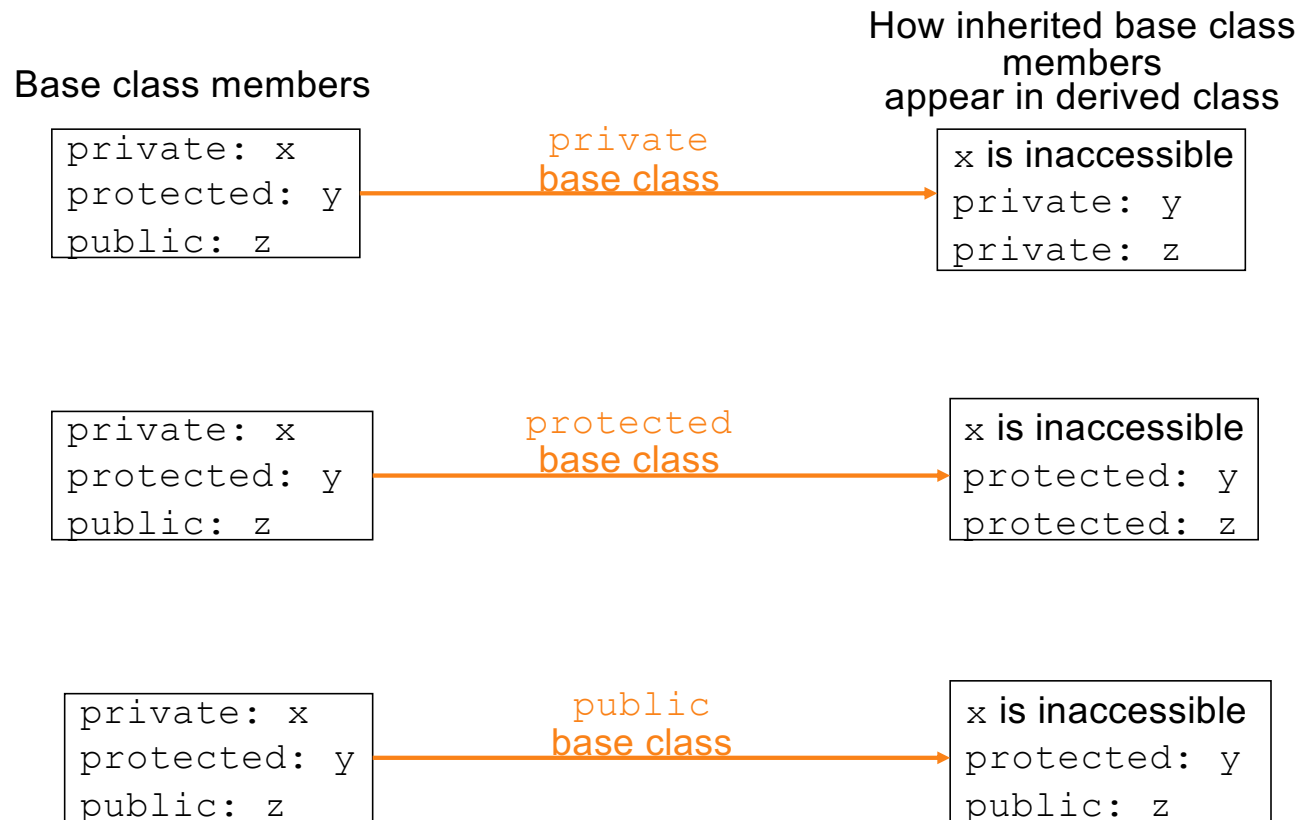 How inherited base class
members
appear in derived class
Base class members
private: x
protected: y
public: z
private
base class
x is inaccessible
private: y
private: z
private: x
protected: y
public: z
protected
base class
x is inaccessible
protected: y
protected: z
private: x
protected: y
public: z
public
base class
x is inaccessible
protected: y
public: z